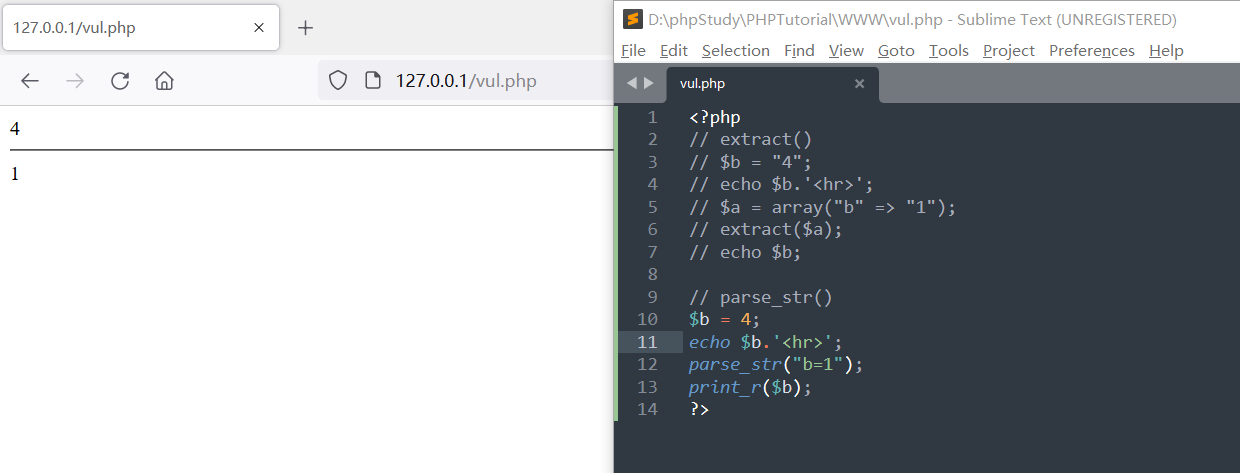 127.0.0.1/vul.php
127.0.0.1/vul.php
4
1
D:\phpStudy\PHPTutorial\WWW\vul.php - Sublime Text (UNREGISTERED)
File Edit Selection Find View Goto Tools Project Preferences Help
vul.php
1 <?php
2 // extract()
3 // $b = "4";
4 // echo $b.'<hr>';
5 // $a = array("b" => "1");
6 // extract($a);
7 // echo $b;
8
9 // parse_str()
10 $b = 4;
11 echo $b.'<hr>';
12 parse_str("b=1");
13 print_r($b);
14 ?>